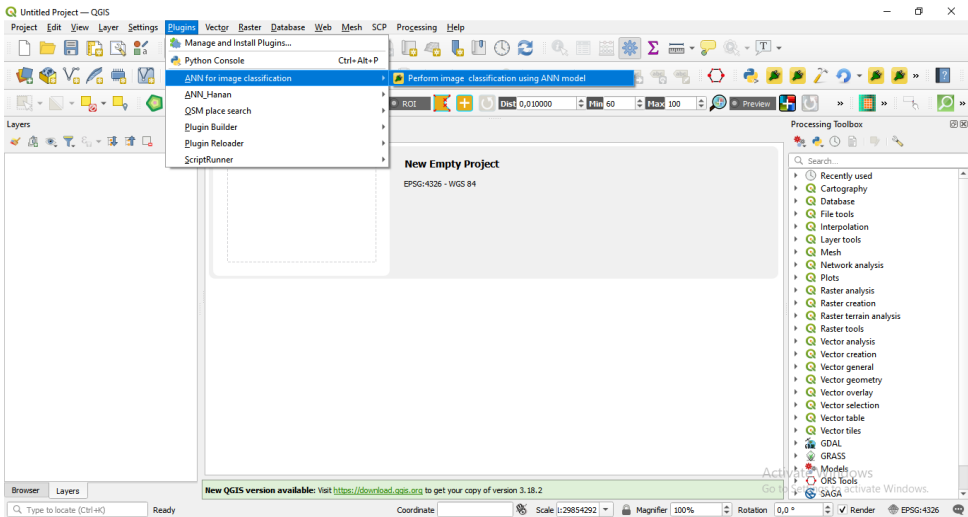 Untitled Project — QGIS
Project Edit View Layer Settings Plugins Vector Raster Database Web Mesh SCP Processing Help
Manage and Install Plugins...
Python Console Ctrl+Alt+P
ANN for image classification
Perform image classification using ANN model
ANN_Hanan
OSM place search
Plugin Builder
Plugin Reloader
ScriptRunner
ROI Dist 0,010000 Min 60 Max 100 Preview » » »
Layers
New Empty Project
EPSG:4326 - WGS 84
Processing Toolbox
Search...
Recently used
Cartography
Database
File tools
Interpolation
Layer tools
Mesh
Network analysis
Plots
Raster analysis
Raster creation
Raster terrain analysis
Raster tools
Vector analysis
Vector creation
Vector general
Vector geometry
Vector overlay
Vector selection
Vector table
Vector tiles
GDAL
GRASS
Models
ORS Tools
SAGA
Activate Windows
Go to Settings to activate Windows.
Browser Layers
New QGIS version available: Visit https://download.qgis.org to get your copy of version 3.18.2
Type to locate (Ctrl+K) Ready Coordinate Scale 1:29854292 Magnifier 100% Rotation 0,0 ° Render EPSG:4326